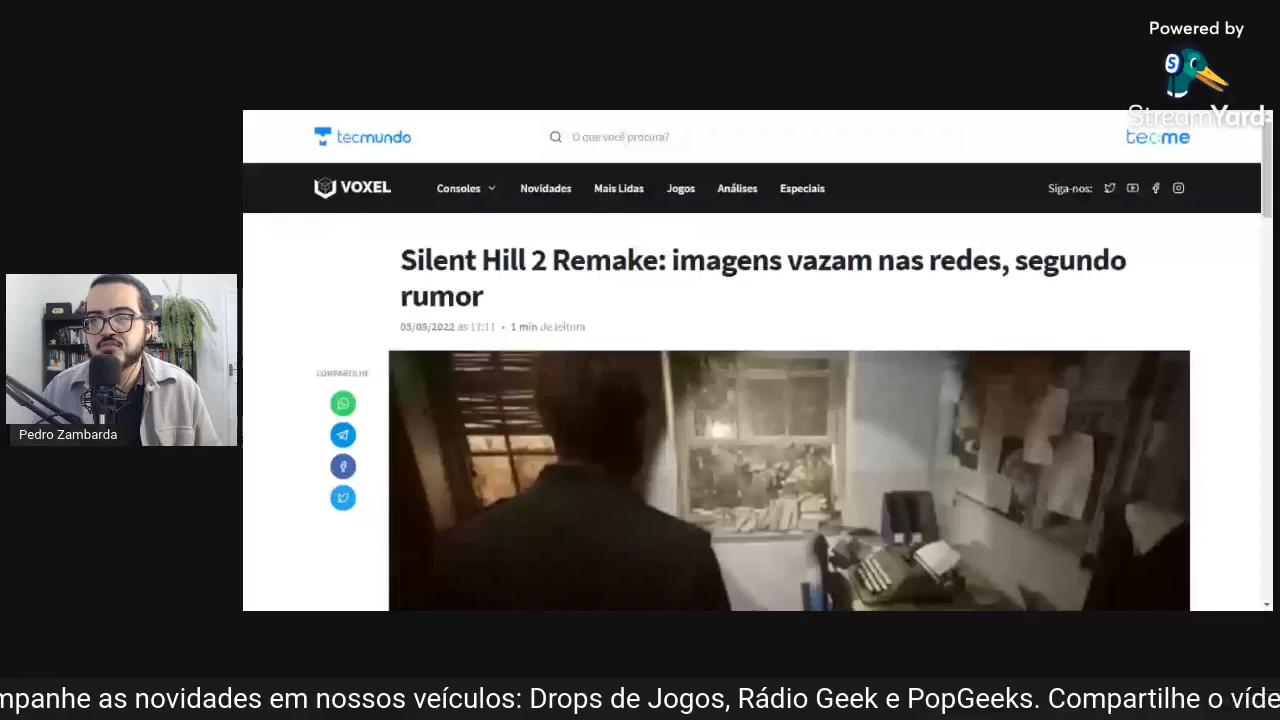 Powered by
StreamYard
tecmundo
O que você procura?
tecme
VOXEL
Consoles
Novidades
Mais Lidas
Jogos
Análises
Especiais
Siga-nos:
Silent Hill 2 Remake: imagens vazam nas redes, segundo
rumor
03/05/2022 às 17:11 • 1 min de leitura
COMPARTILHE
Pedro Zambarda
mpanhe as novidades em nossos veículos: Drops de Jogos, Rádio Geek e PopGeeks. Compartilhe o víde